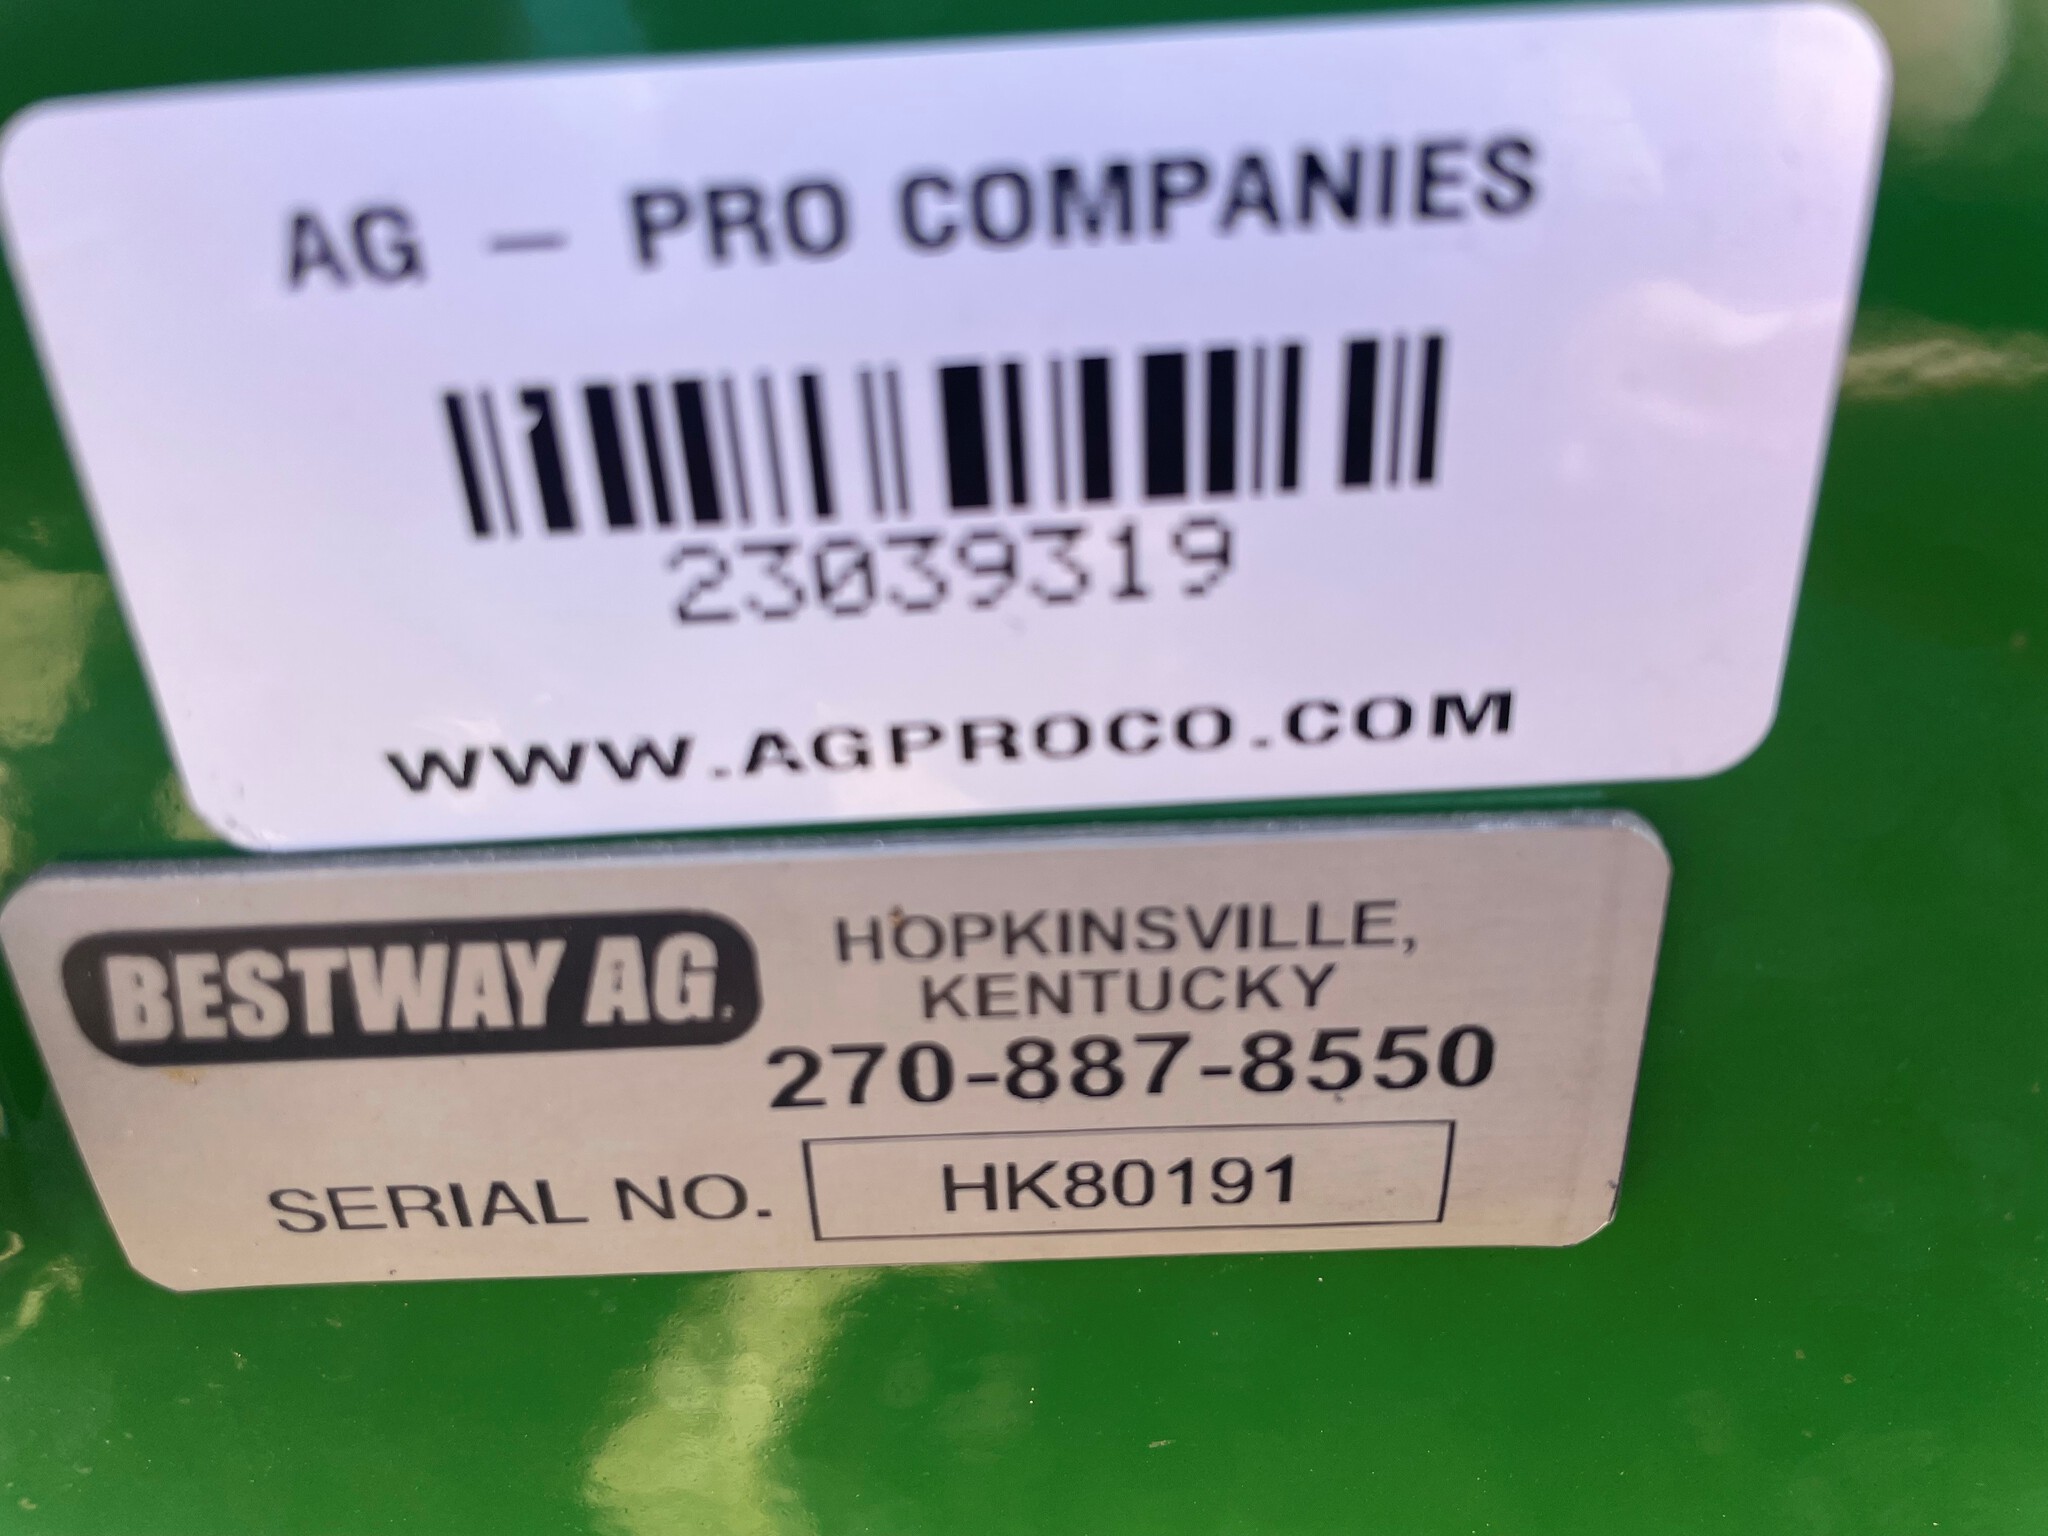 AG - PRO COMPANIES
23039319
WWW.AGPROCO.COM
BESTWAY AG.
HOPKINSVILLE,
KENTUCKY
270-887-8550
SERIAL NO. HK80191